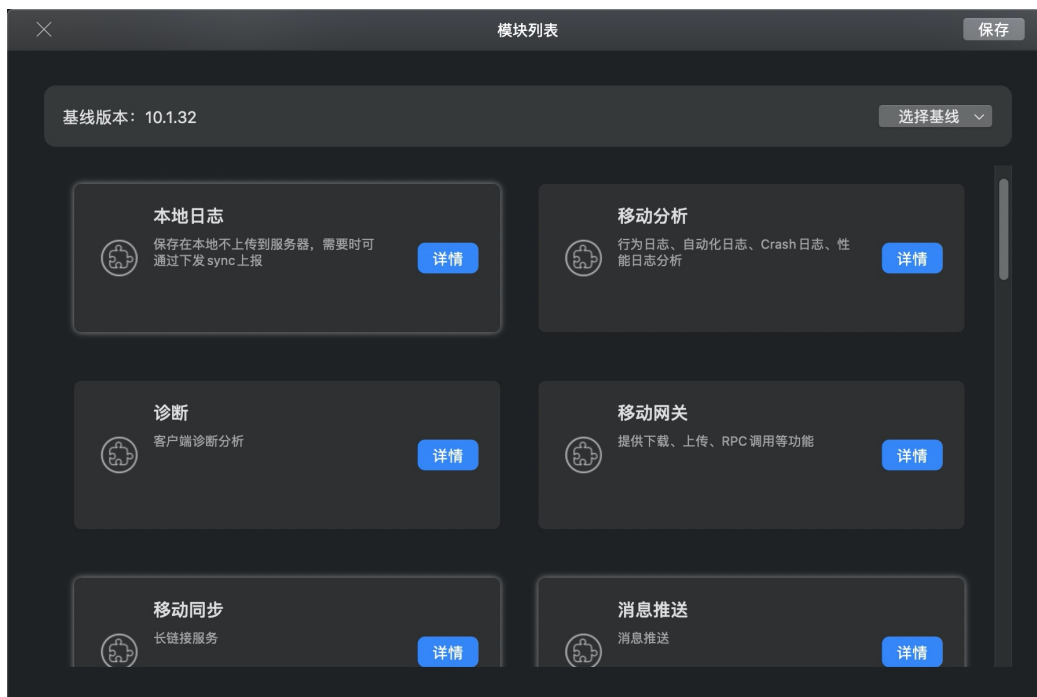 模块列表
保存
基线版本：10.1.32
选择基线
本地日志
保存在本地不上传到服务器，需要时可
通过下发 sync 上报
详情
移动分析
行为日志、自动化日志、Crash 日志、性
能日志分析
详情
诊断
客户端诊断分析
详情
移动网关
提供下载、上传、RPC 调用等功能
详情
移动同步
长链接服务
详情
消息推送
消息推送
详情